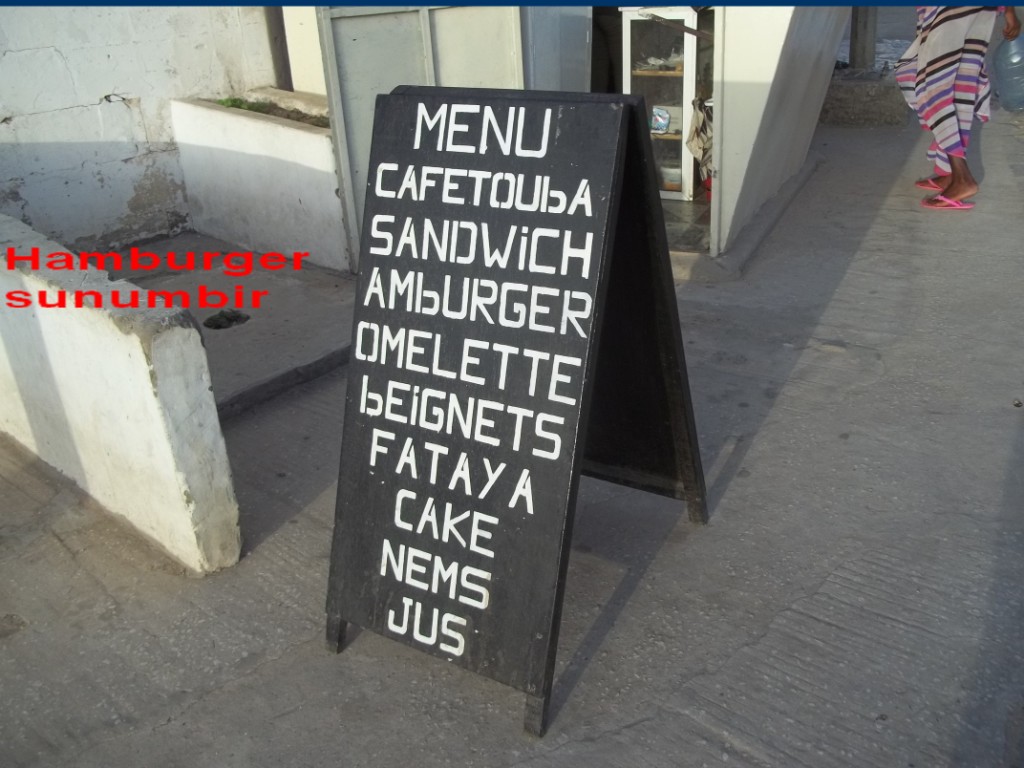 MENU
CAFETOUbA
SANDWiCH
AMbURGER
OMELETTE
bEiGNETS
FATAYA
CAKE
NEMS
JUS
Hamburger
sunumbir